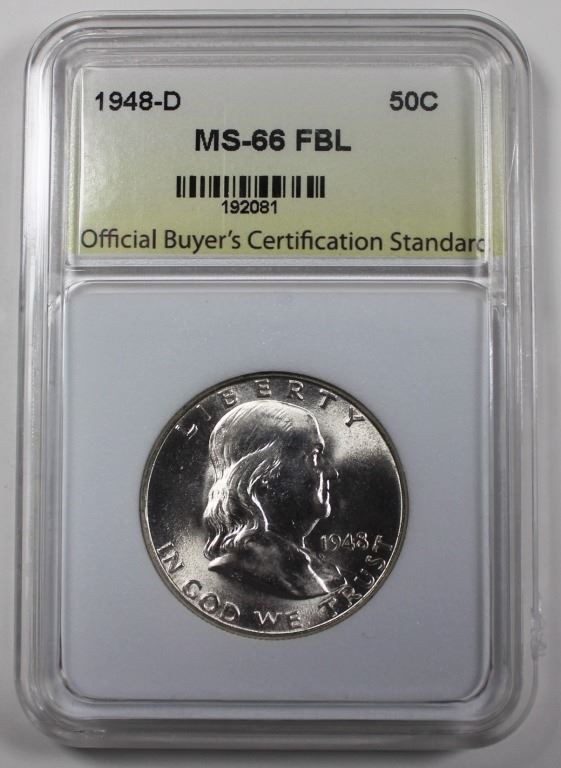 1948-D 50C
MS-66 FBL
192081
Official Buyer's Certification Standard
LIBERTY
1948
IN GOD WE TRUST